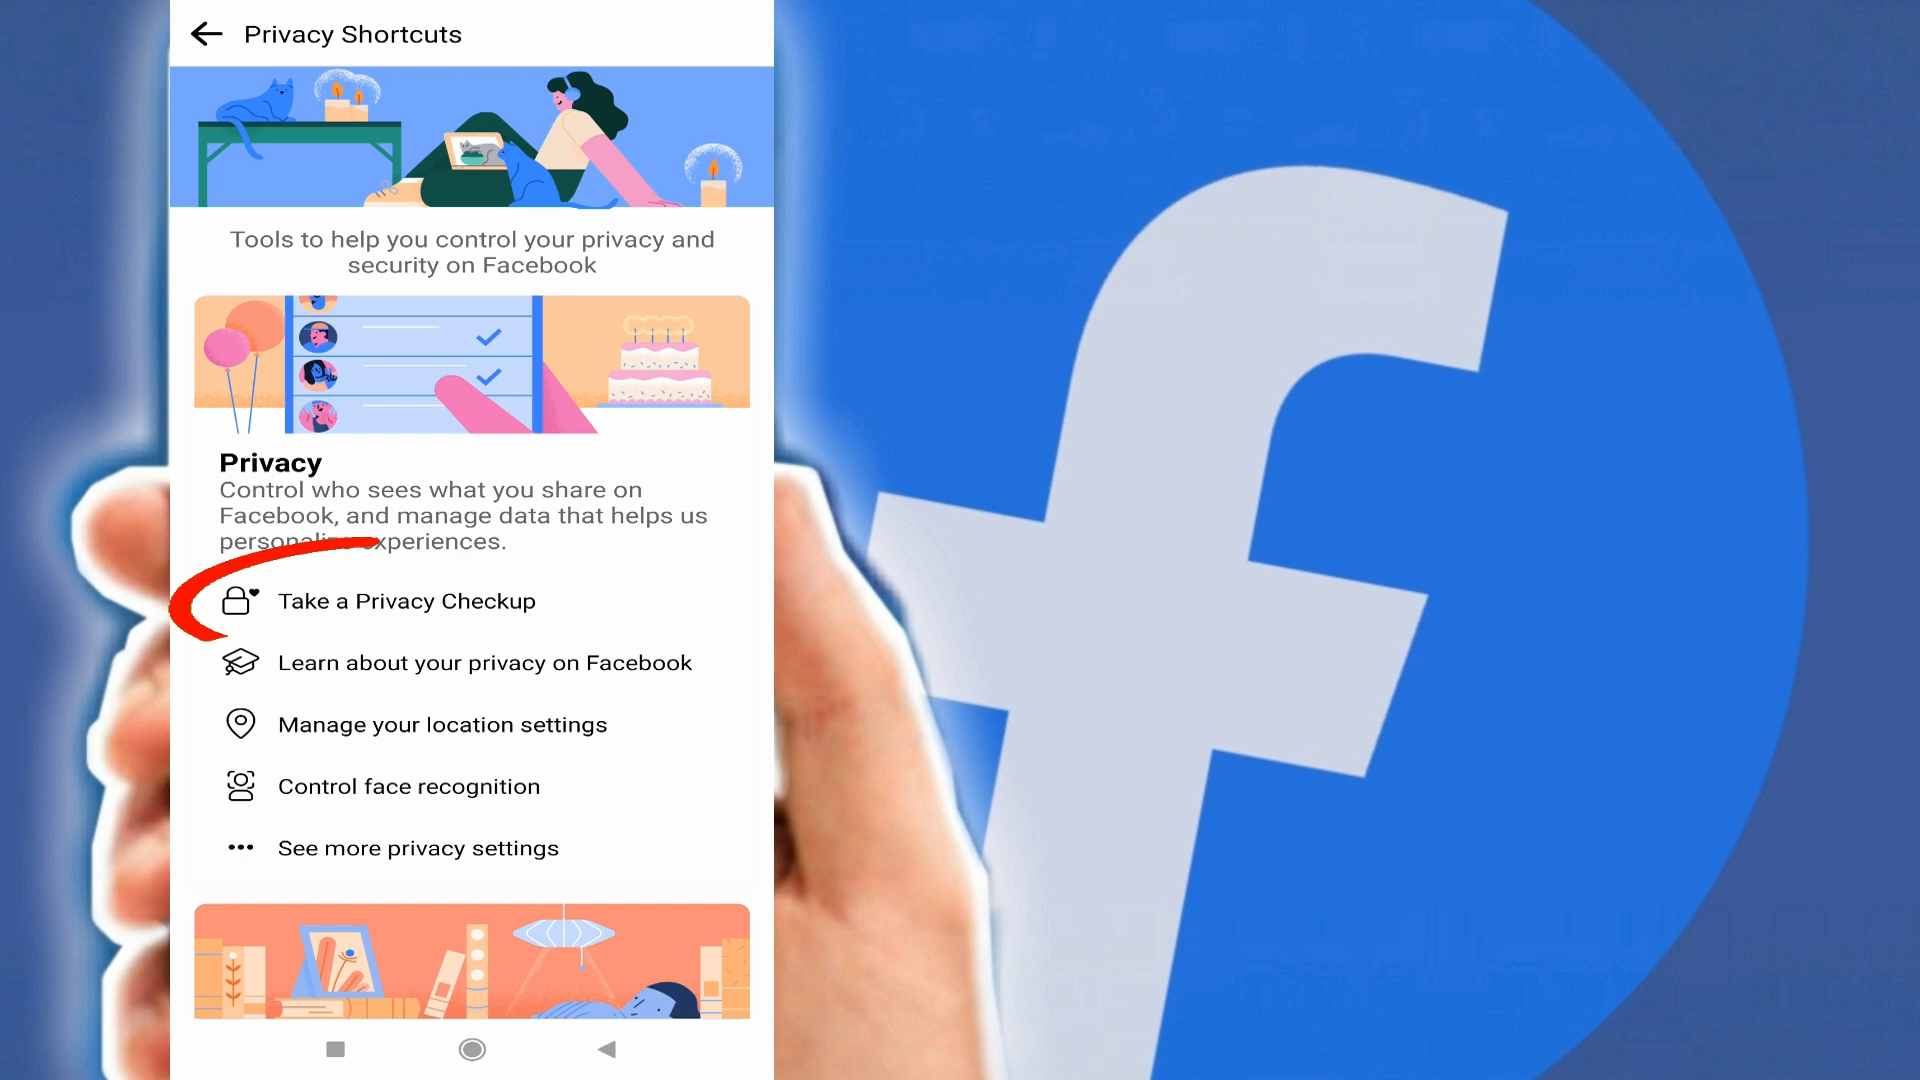 Privacy Shortcuts
Tools to help you control your privacy and
security on Facebook
Privacy
Control who sees what you share on
Facebook, and manage data that helps us
personalize experiences.
Take a Privacy Checkup
Learn about your privacy on Facebook
Manage your location settings
Control face recognition
See more privacy settings